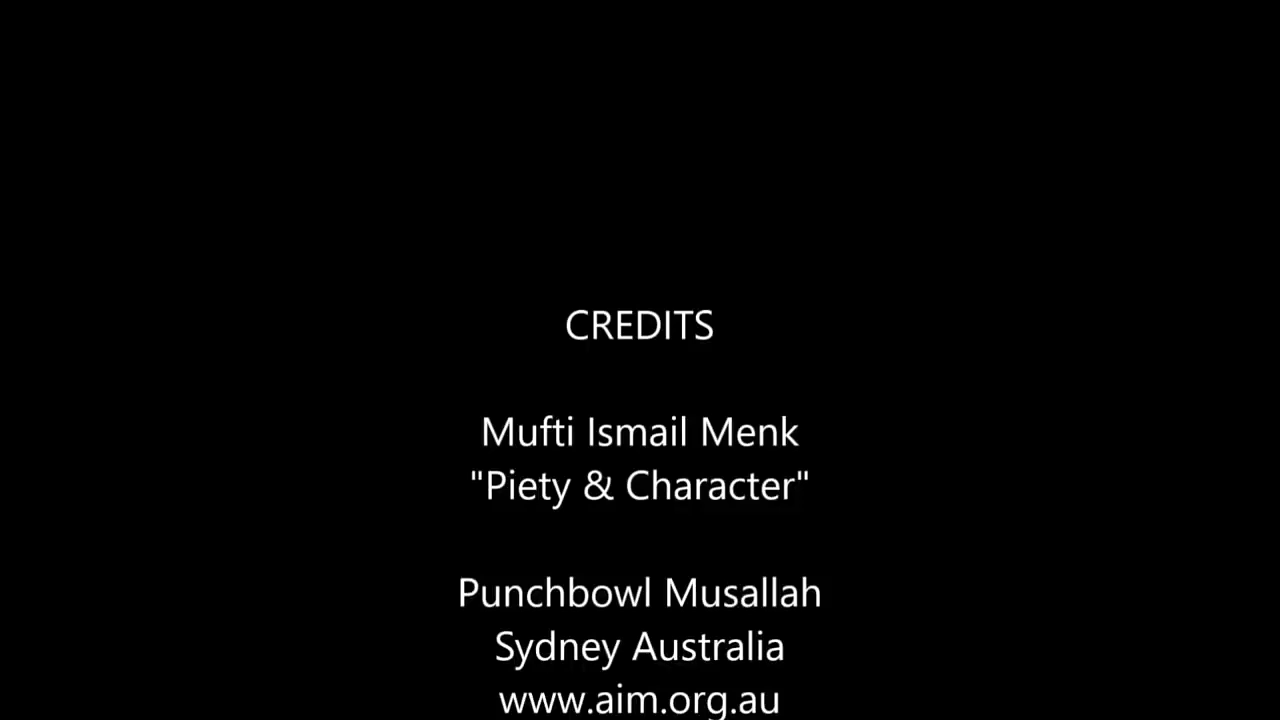 CREDITS
Mufti Ismail Menk
"Piety & Character"
Punchbowl Musallah
Sydney Australia
www.aim.org.au